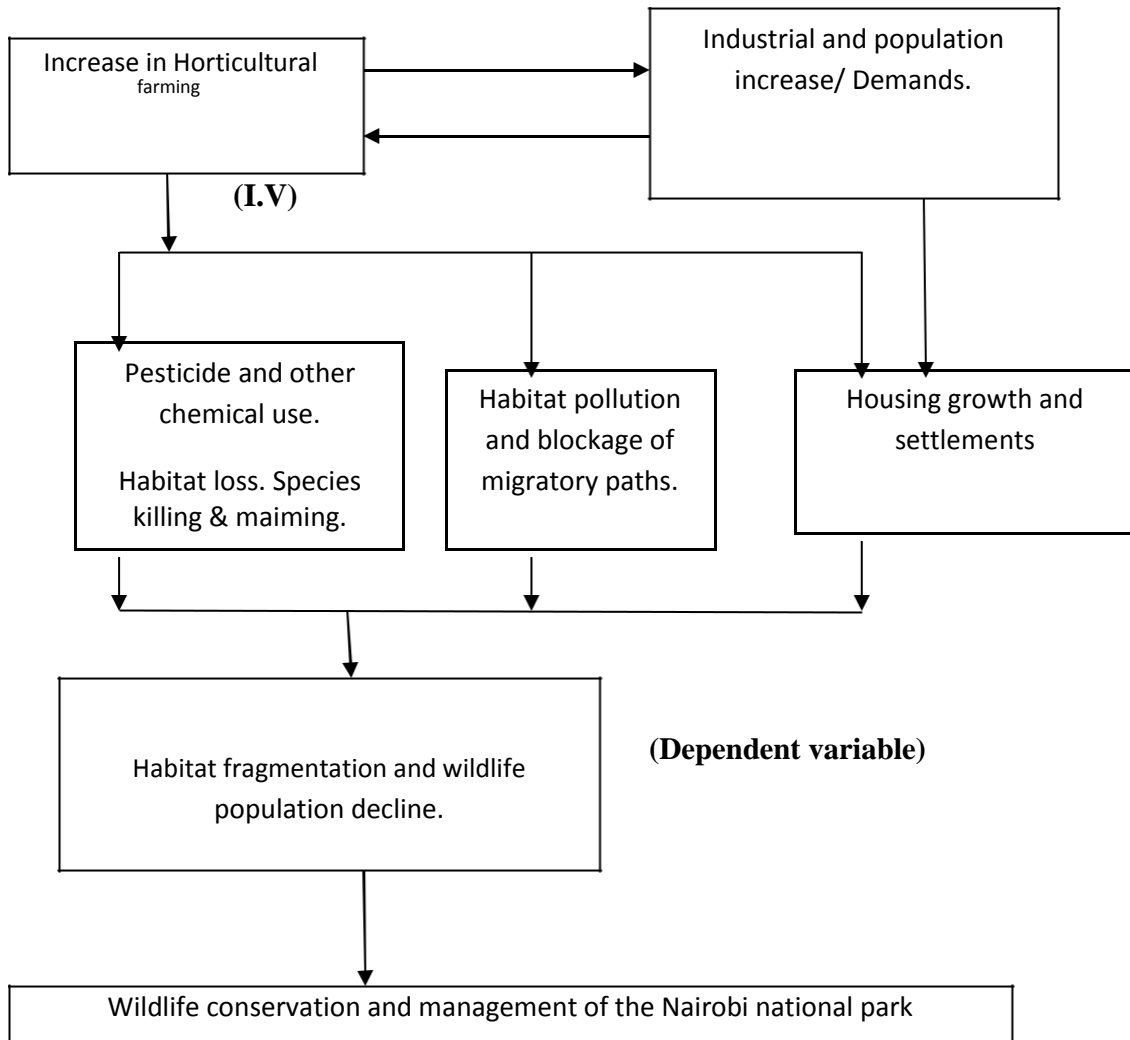 Increase in Horticultural
farming
Industrial and population
increase/ Demands.
(I.V)
Pesticide and other
chemical use.
Habitat loss. Species
killing & maiming.
Habitat pollution
and blockage of
migratory paths.
Housing growth and
settlements
Habitat fragmentation and wildlife
population decline.
(Dependent variable)
Wildlife conservation and management of the Nairobi national park